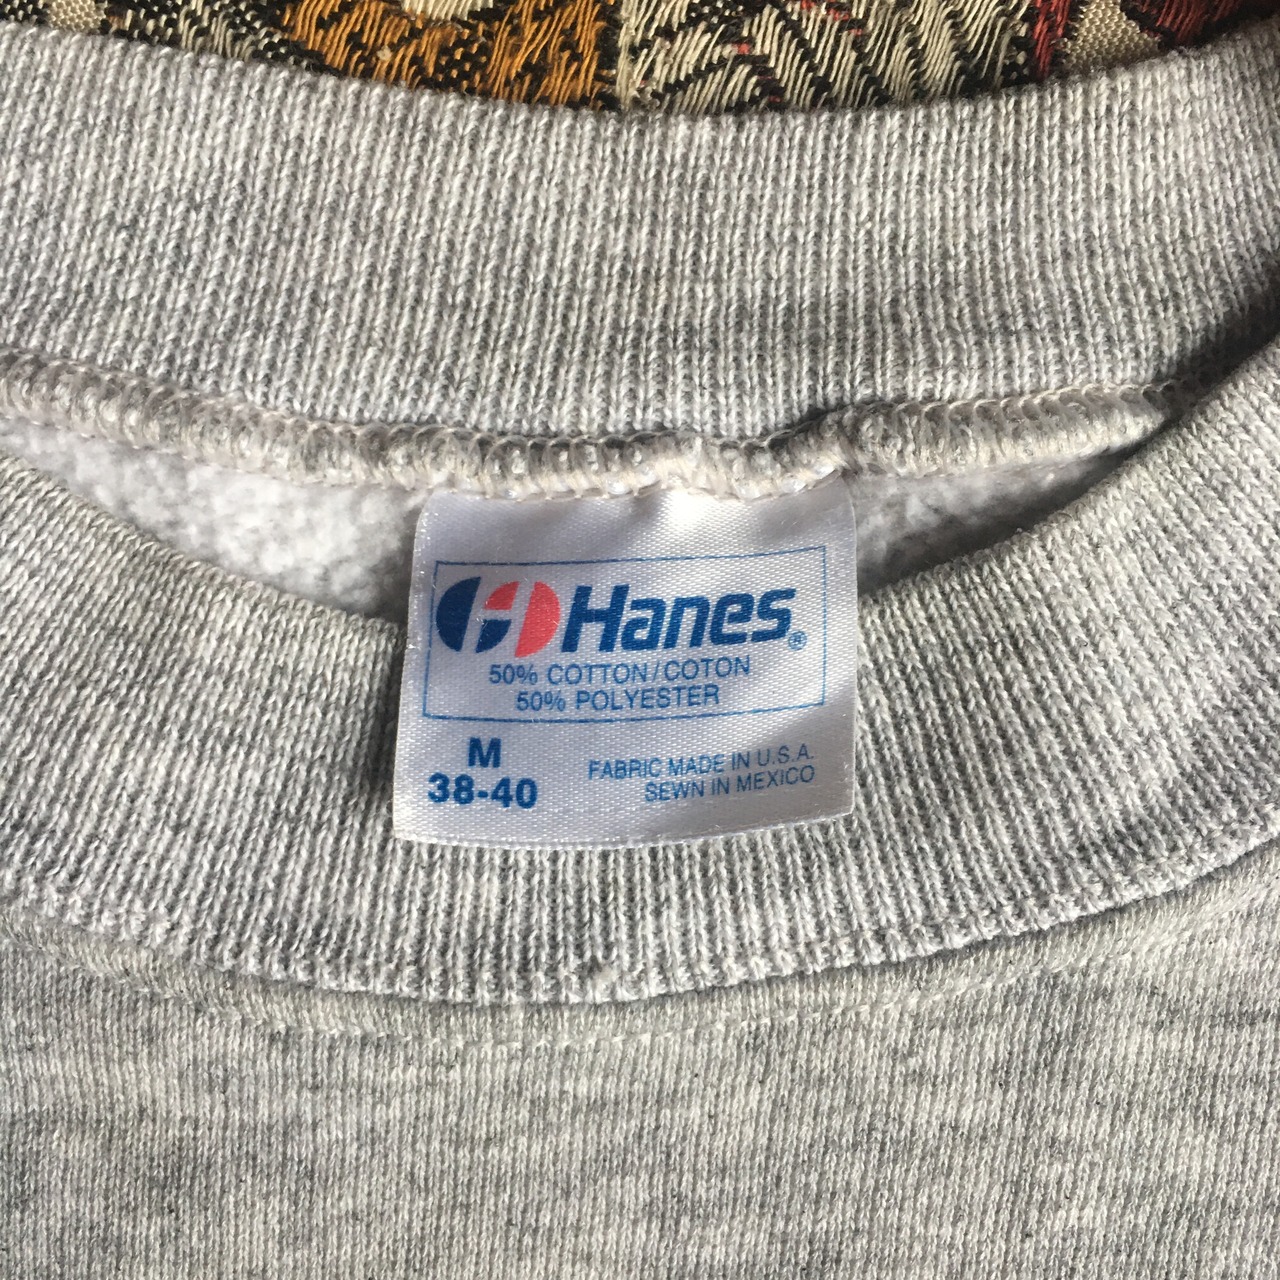 Hanes®
50% COTTON/COTON
50% POLYESTER
M
38-40
FABRIC MADE IN U.S.A.
SEWN IN MEXICO